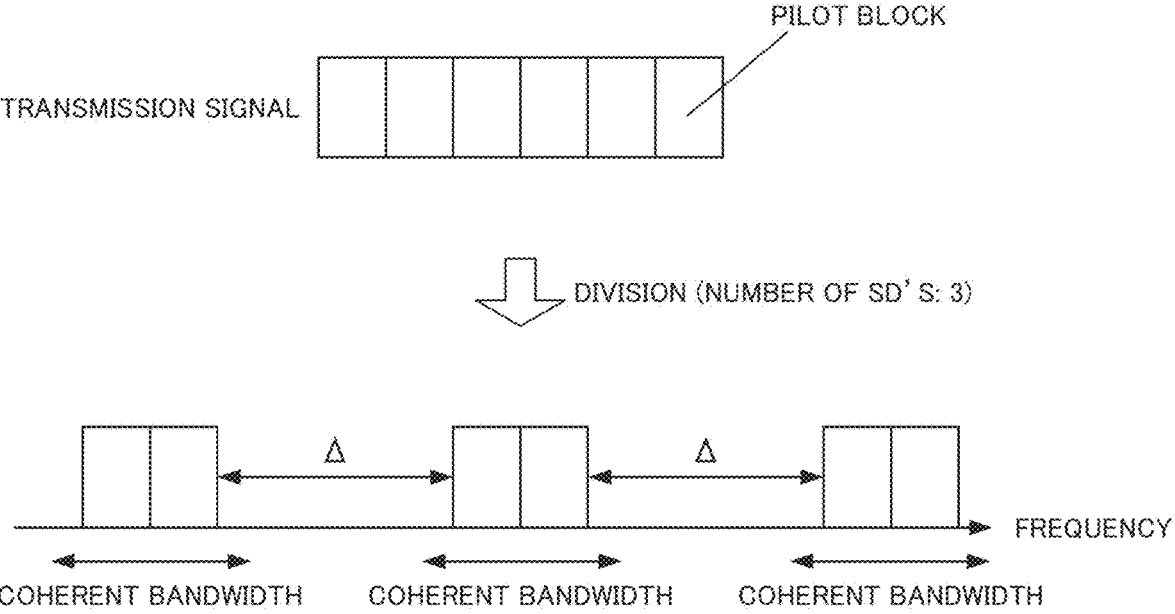 PILOT BLOCK
TRANSMISSION SIGNAL
DIVISION (NUMBER OF SD'S: 3)
Δ Δ
FREQUENCY
COHERENT BANDWIDTH COHERENT BANDWIDTH COHERENT BANDWIDTH